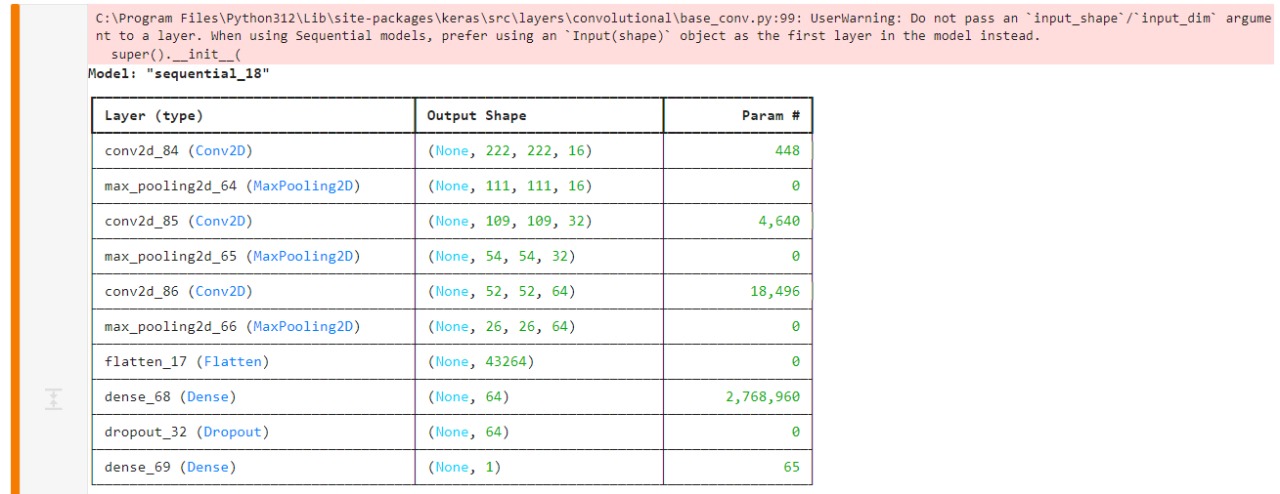 C:\Program Files\Python312\Lib\site-packages\keras\src\layers\convolutional\base_conv.py:99: UserWarning: Do not pass an `input_shape`/`input_dim` argume
nt to a layer. When using Sequential models, prefer using an `Input(shape)` object as the first layer in the model instead.
super().__init__(
Model: "sequential_18"
Layer (type) Output Shape Param #
conv2d_84 (Conv2D) (None, 222, 222, 16) 448
max_pooling2d_64 (MaxPooling2D) (None, 111, 111, 16) 0
conv2d_85 (Conv2D) (None, 109, 109, 32) 4,640
max_pooling2d_65 (MaxPooling2D) (None, 54, 54, 32) 0
conv2d_86 (Conv2D) (None, 52, 52, 64) 18,496
max_pooling2d_66 (MaxPooling2D) (None, 26, 26, 64) 0
flatten_17 (Flatten) (None, 43264) 0
dense_68 (Dense) (None, 64) 2,768,960
dropout_32 (Dropout) (None, 64) 0
dense_69 (Dense) (None, 1) 65